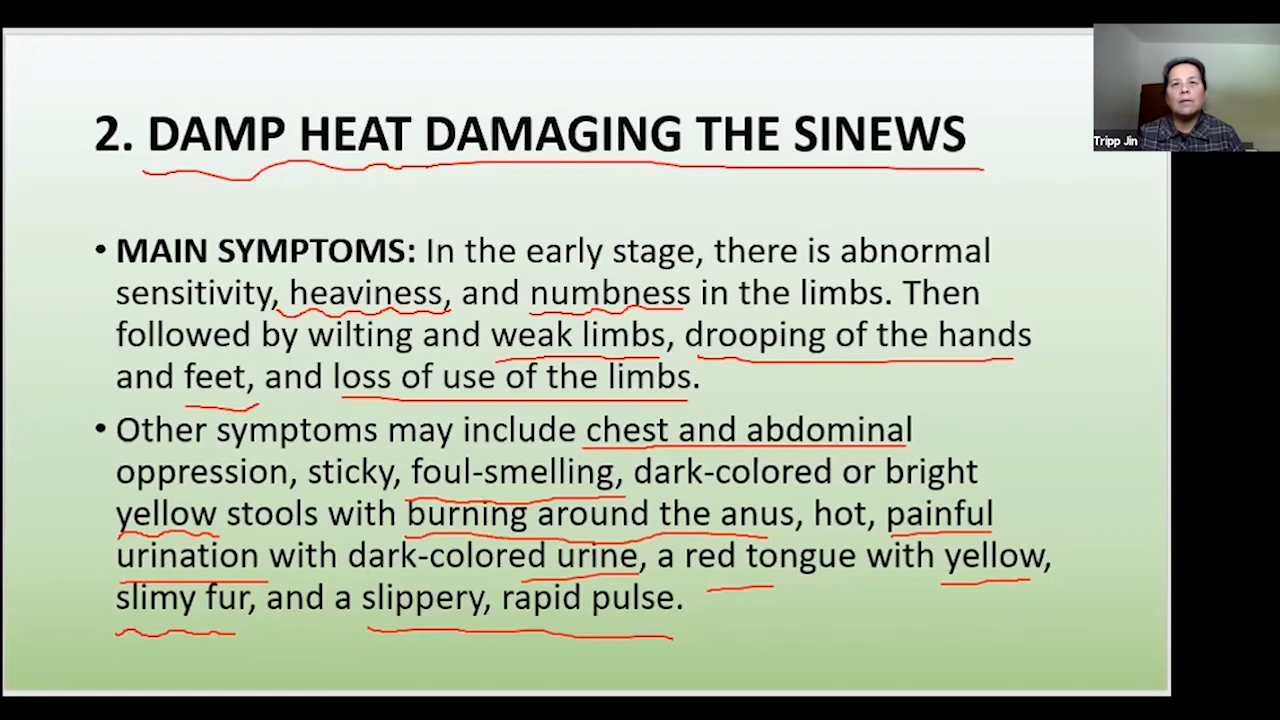 2. DAMP HEAT DAMAGING THE SINEWS
Tripp Jin
• MAIN SYMPTOMS: In the early stage, there is abnormal
sensitivity, heaviness, and numbness in the limbs. Then
followed by wilting and weak limbs, drooping of the hands
and feet, and loss of use of the limbs.
• Other symptoms may include chest and abdominal
oppression, sticky, foul-smelling, dark-colored or bright
yellow stools with burning around the anus, hot, painful
urination with dark-colored urine, a red tongue with yellow,
slimy fur, and a slippery, rapid pulse.